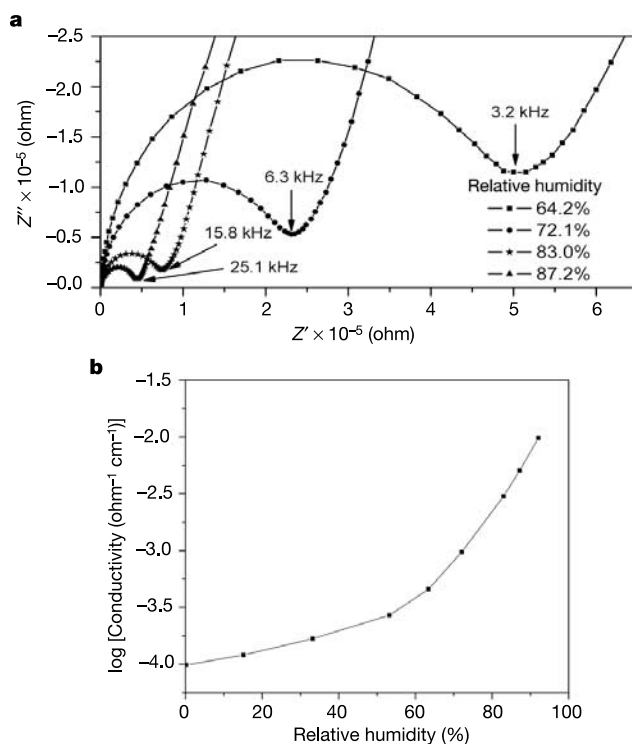 a
−2.5
−2.0
−1.5
−1.0
−0.5
−0.0
Z″ × 10⁻⁵ (ohm)
3.2 kHz
6.3 kHz
15.8 kHz
25.1 kHz
Relative humidity
64.2%
72.1%
83.0%
87.2%
0 1 2 3 4 5 6
Z′ × 10⁻⁵ (ohm)
b
−1.5
−2.0
−2.5
−3.0
−3.5
−4.0
log [Conductivity (ohm⁻¹ cm⁻¹)]
0 20 40 60 80 100
Relative humidity (%)